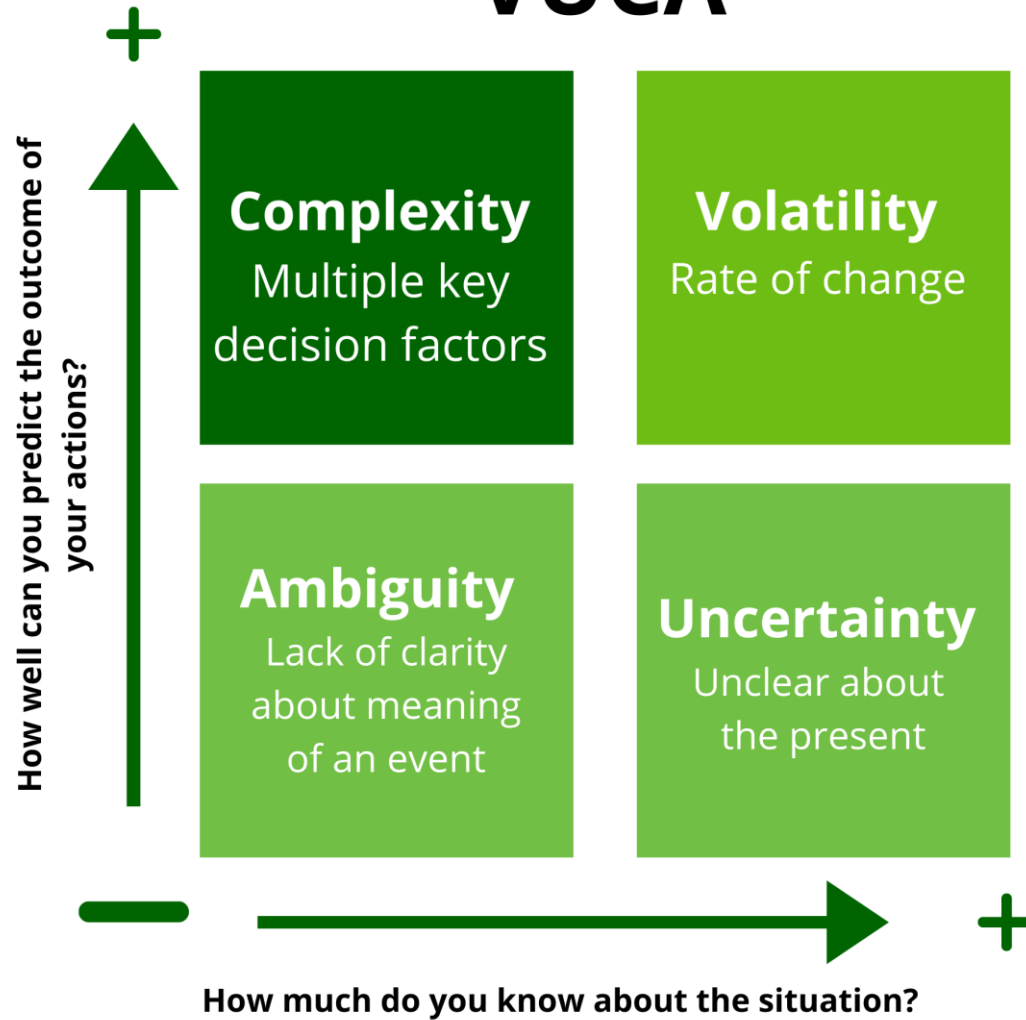 VUCA
Complexity
Multiple key
decision factors
Volatility
Rate of change
Ambiguity
Lack of clarity
about meaning
of an event
Uncertainty
Unclear about
the present
How well can you predict the outcome of
your actions?
How much do you know about the situation?